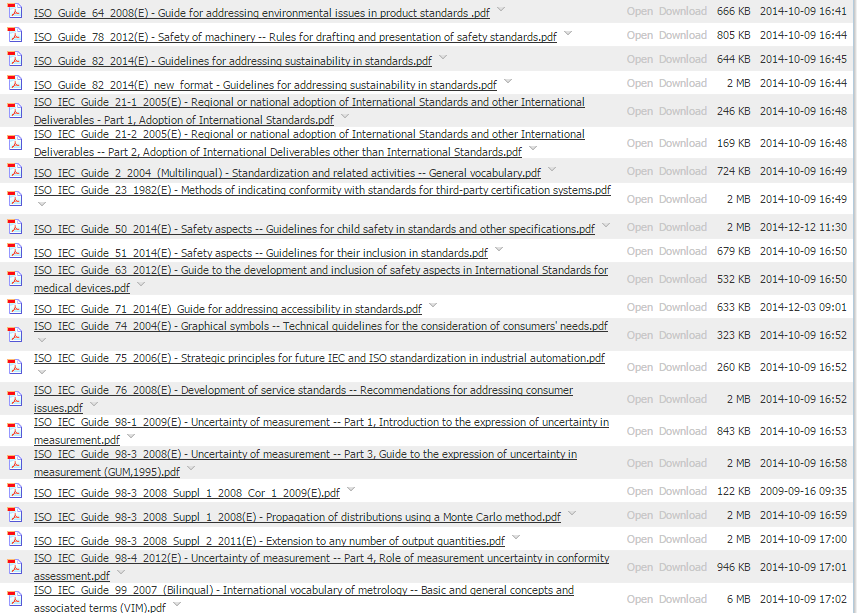 ISO_Guide_64_2008(E) - Guide for addressing environmental issues in product standards .pdf Open Download 666 KB 2014-10-09 16:41
ISO_Guide_78_2012(E) - Safety of machinery -- Rules for drafting and presentation of safety standards.pdf Open Download 805 KB 2014-10-09 16:44
ISO_Guide_82_2014(E) - Guidelines for addressing sustainability in standards.pdf Open Download 644 KB 2014-10-09 16:45
ISO_Guide_82_2014(E)_new_format - Guidelines for addressing sustainability in standards.pdf Open Download 2 MB 2014-10-09 16:44
ISO_IEC_Guide_21-1_2005(E) - Regional or national adoption of International Standards and other International
Deliverables - Part 1, Adoption of International Standards.pdf Open Download 246 KB 2014-10-09 16:48
ISO_IEC_Guide_21-2_2005(E) - Regional or national adoption of International Standards and other International
Deliverables -- Part 2, Adoption of International Deliverables other than International Standards.pdf Open Download 169 KB 2014-10-09 16:48
ISO_IEC_Guide_2_2004_(Multilingual) - Standardization and related activities -- General vocabulary.pdf Open Download 724 KB 2014-10-09 16:49
ISO_IEC_Guide_23_1982(E) - Methods of indicating conformity with standards for third-party certification systems.pdf Open Download 2 MB 2014-10-09 16:49
ISO_IEC_Guide_50_2014(E) - Safety aspects -- Guidelines for child safety in standards and other specifications.pdf Open Download 2 MB 2014-12-12 11:30
ISO_IEC_Guide_51_2014(E) - Safety aspects -- Guidelines for their inclusion in standards.pdf Open Download 679 KB 2014-10-09 16:50
ISO_IEC_Guide_63_2012(E) - Guide to the development and inclusion of safety aspects in International Standards for
medical devices.pdf Open Download 532 KB 2014-10-09 16:50
ISO_IEC_Guide_71_2014(E)_Guide for addressing accessibility in standards.pdf Open Download 633 KB 2014-12-03 09:01
ISO_IEC_Guide_74_2004(E) - Graphical symbols -- Technical guidelines for the consideration of consumers' needs.pdf Open Download 323 KB 2014-10-09 16:52
ISO_IEC_Guide_75_2006(E) - Strategic principles for future IEC and ISO standardization in industrial automation.pdf Open Download 260 KB 2014-10-09 16:52
ISO_IEC_Guide_76_2008(E) - Development of service standards -- Recommendations for addressing consumer
issues.pdf Open Download 2 MB 2014-10-09 16:52
ISO_IEC_Guide_98-1_2009(E) - Uncertainty of measurement -- Part 1, Introduction to the expression of uncertainty in
measurement.pdf Open Download 843 KB 2014-10-09 16:53
ISO_IEC_Guide_98-3_2008(E) - Uncertainty of measurement -- Part 3, Guide to the expression of uncertainty in
measurement (GUM,1995).pdf Open Download 2 MB 2014-10-09 16:58
ISO_IEC_Guide_98-3_2008_Suppl_1_2008_Cor_1_2009(E).pdf Open Download 122 KB 2009-09-16 09:35
ISO_IEC_Guide_98-3_2008_Suppl_1_2008(E) - Propagation of distributions using a Monte Carlo method.pdf Open Download 2 MB 2014-10-09 16:59
ISO_IEC_Guide_98-3_2008_Suppl_2_2011(E) - Extension to any number of output quantities.pdf Open Download 2 MB 2014-10-09 17:00
ISO_IEC_Guide_98-4_2012(E) - Uncertainty of measurement -- Part 4, Role of measurement uncertainty in conformity
assessment.pdf Open Download 946 KB 2014-10-09 17:01
ISO_IEC_Guide_99_2007_(Bilingual) - International vocabulary of metrology -- Basic and general concepts and
associated terms (VIM).pdf Open Download 6 MB 2014-10-09 17:02